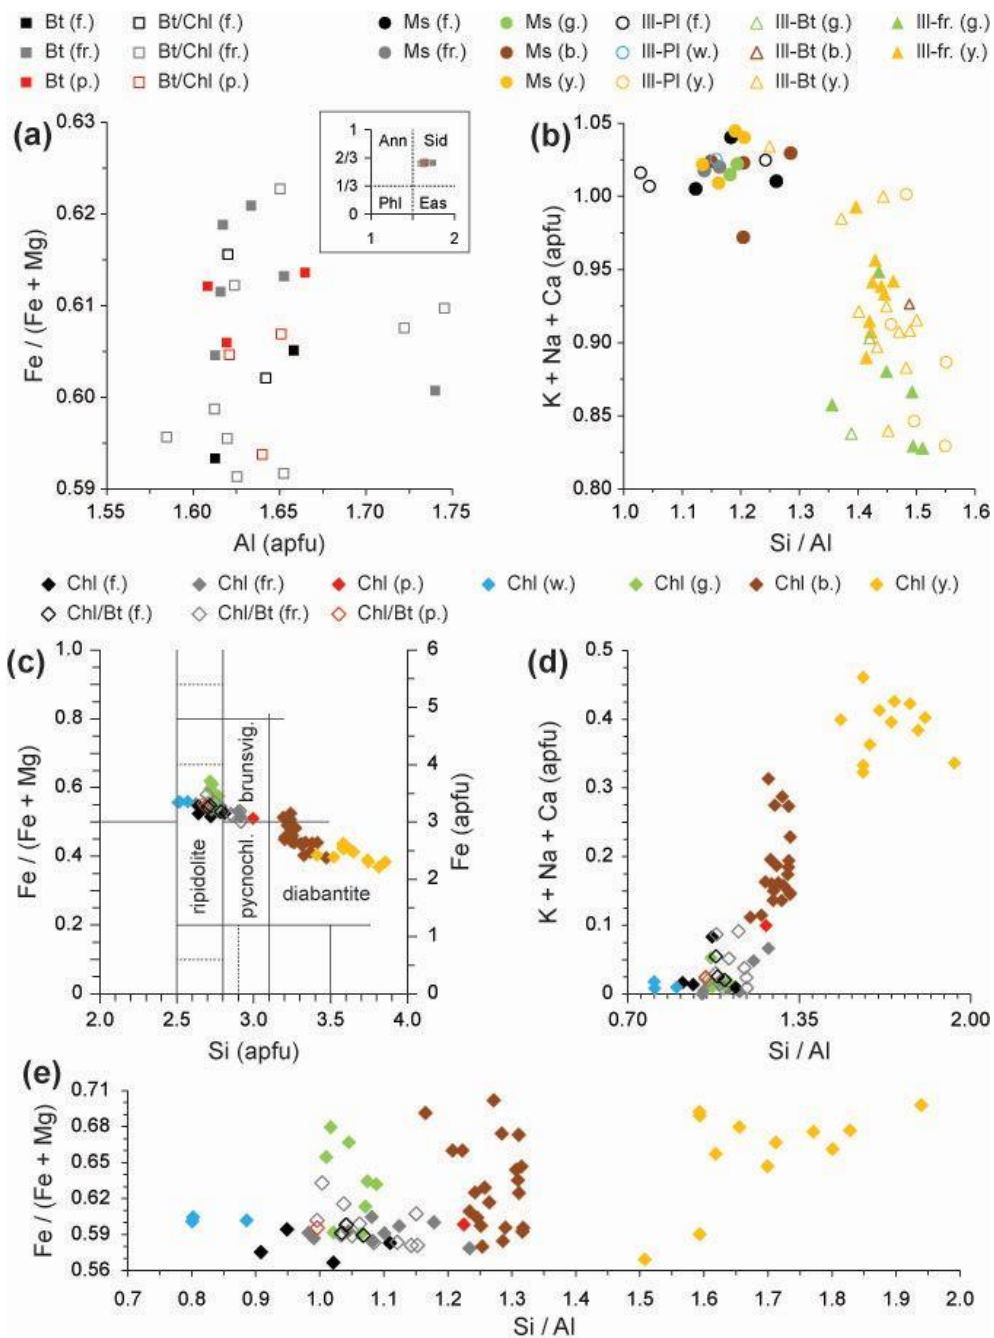 Bt (f.) Bt/Chl (f.) Ms (f.) Ms (g.) Ill-Pl (f.) Ill-Bt (g.) Ill-fr. (g.)
Bt (fr.) Bt/Chl (fr.) Ms (fr.) Ms (b.) Ill-Pl (w.) Ill-Bt (b.) Ill-fr. (y.)
Bt (p.) Bt/Chl (p.) Ms (y.) Ill-Pl (y.) Ill-Bt (y.)
(a)
Fe / (Fe + Mg)
0.63
0.62
0.61
0.60
0.59
1.55 1.60 1.65 1.70 1.75
Al (apfu)
1
2/3
1/3
0
Ann Sid
Phl Eas
1 2
(b)
K + Na + Ca (apfu)
1.05
1.00
0.95
0.90
0.85
0.80
1.0 1.1 1.2 1.3 1.4 1.5 1.6
Si / Al
Chl (f.) Chl (fr.) Chl (p.) Chl (w.) Chl (g.) Chl (b.) Chl (y.)
Chl/Bt (f.) Chl/Bt (fr.) Chl/Bt (p.)
(c)
Fe / (Fe + Mg)
1.0
0.8
0.6
0.4
0.2
0
2.0 2.5 3.0 3.5 4.0
Si (apfu)
ripidolite
pycnochl.
brunsvig.
diabantite
6
5
4
3
2
1
0
Fe (apfu)
(d)
K + Na + Ca (apfu)
0.5
0.4
0.3
0.2
0.1
0
0.70 1.35 2.00
Si / Al
(e)
Fe / (Fe + Mg)
0.71
0.68
0.65
0.62
0.59
0.56
0.7 0.8 0.9 1.0 1.1 1.2 1.3 1.4 1.5 1.6 1.7 1.8 1.9 2.0
Si / Al